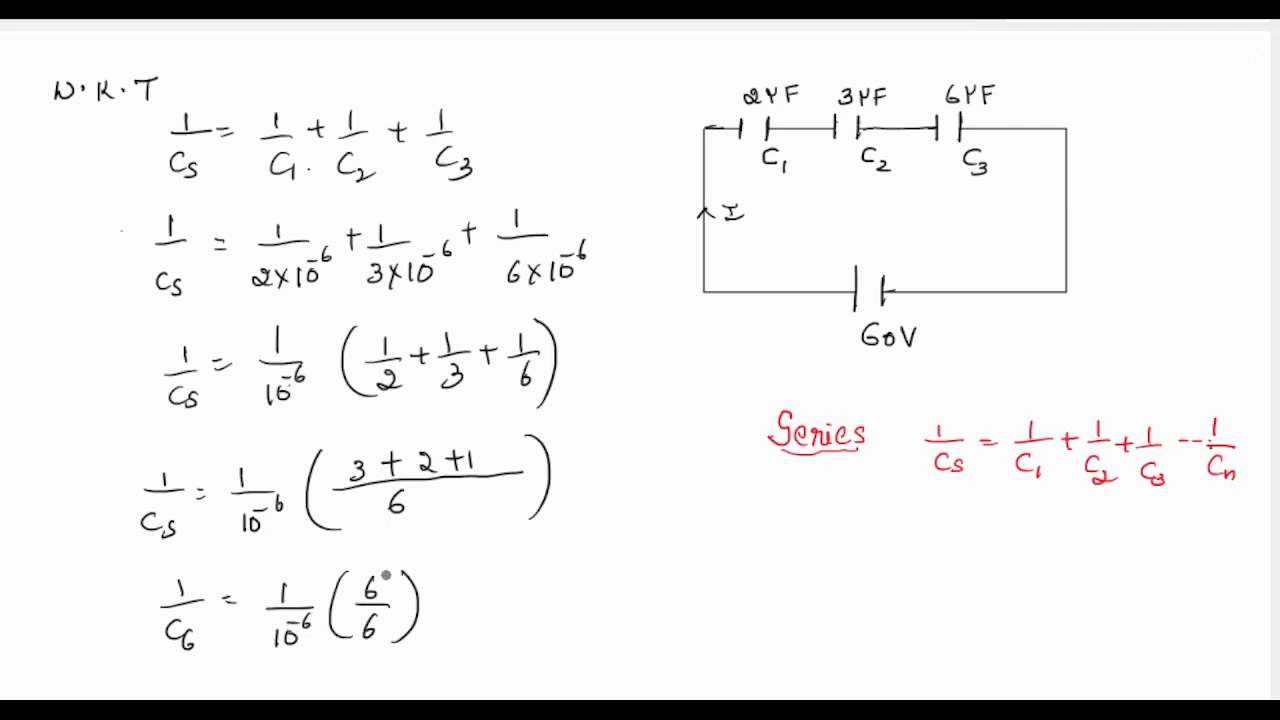 W.K.T
1/Cs = 1/C1 + 1/C2 + 1/C3
1/Cs = 1/2×10^-6 + 1/3×10^-6 + 1/6×10^-6
1/Cs = 1/10^-6 (1/2 + 1/3 + 1/6)
1/Cs = 1/10^-6 (3+2+1/6)
1/C6 = 1/10^-6 (6/6)
2μF 3μF 6μF
C1 C2 C3
I
60V
Series 1/Cs = 1/C1 + 1/C2 + 1/C3 --- 1/Cn